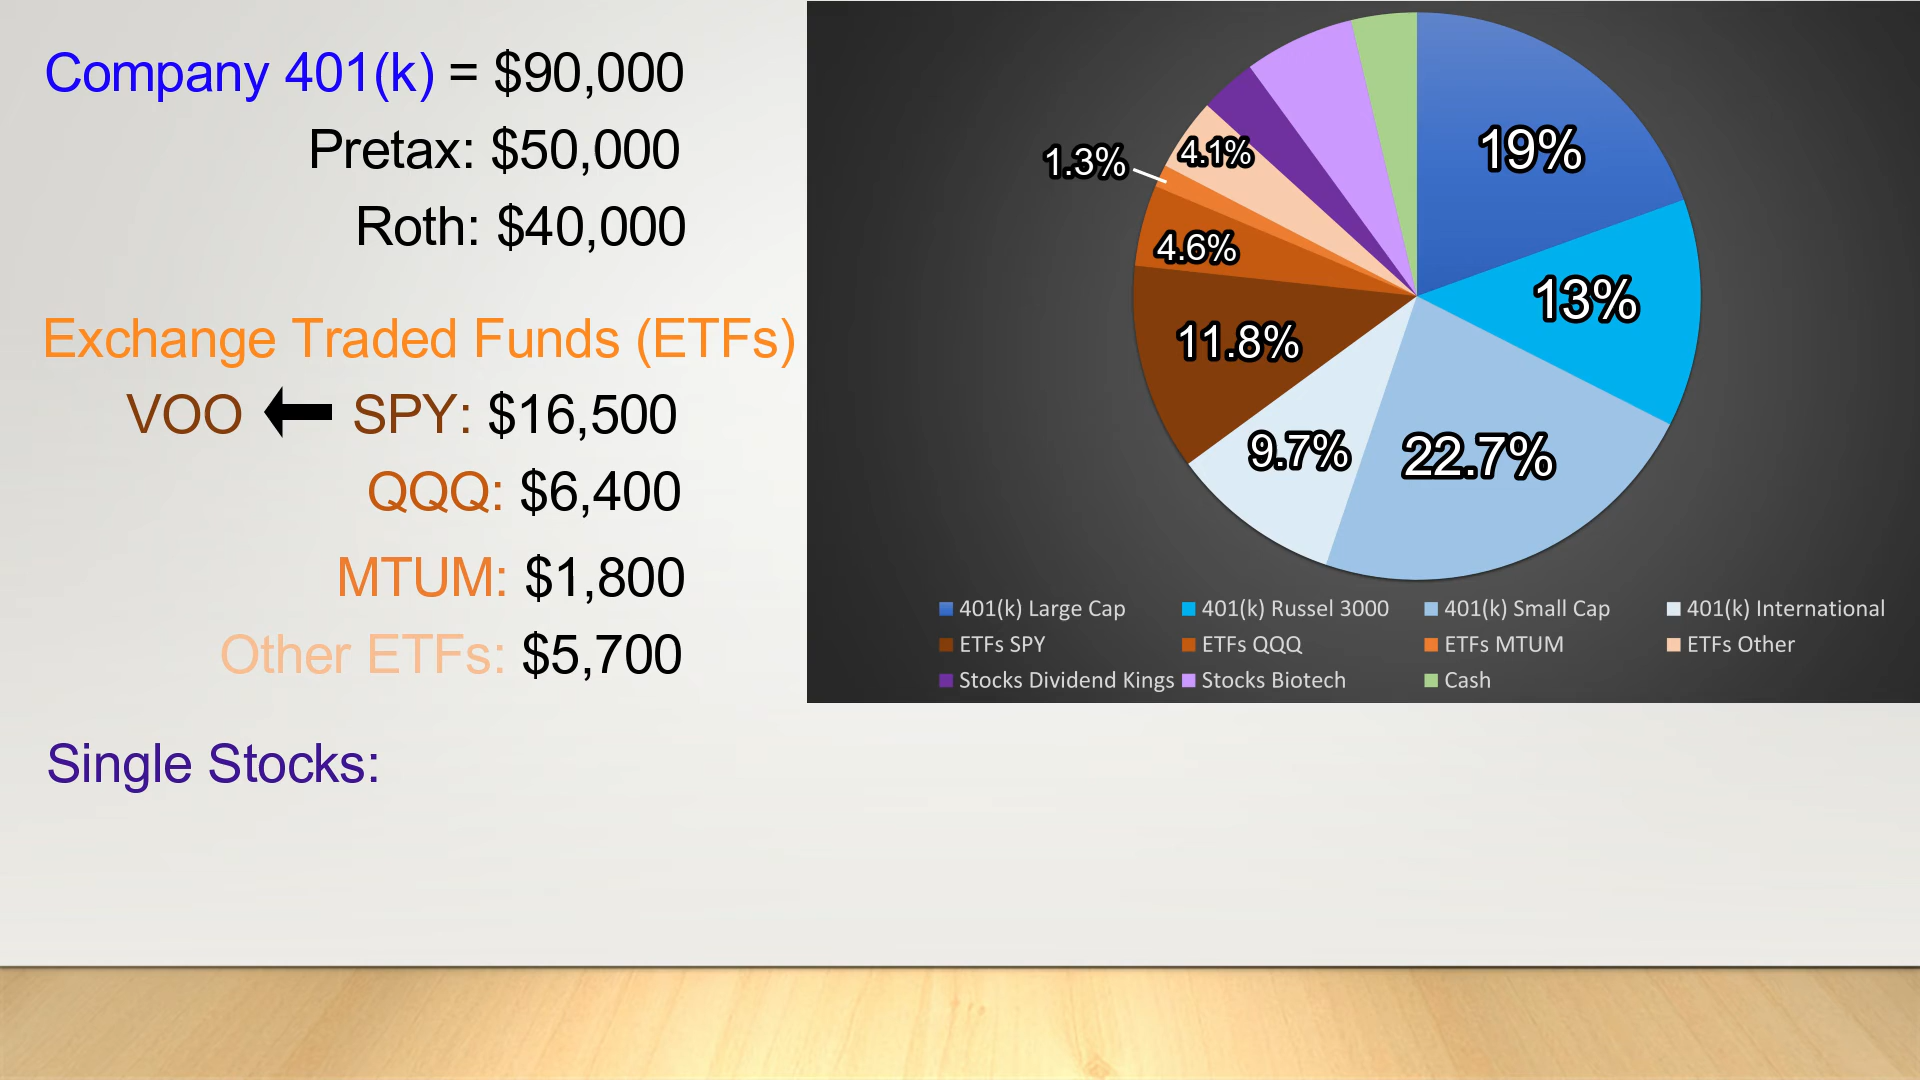 Company 401(k) = $90,000
Pretax: $50,000
Roth: $40,000
Exchange Traded Funds (ETFs)
VOO SPY: $16,500
QQQ: $6,400
MTUM: $1,800
Other ETFs: $5,700
Single Stocks:
19%
13%
22.7%
9.7%
11.8%
4.6%
1.3%
4.1%
401(k) Large Cap 401(k) Russel 3000 401(k) Small Cap 401(k) International
ETFs SPY ETFs QQQ ETFs MTUM ETFs Other
Stocks Dividend Kings Stocks Biotech Cash